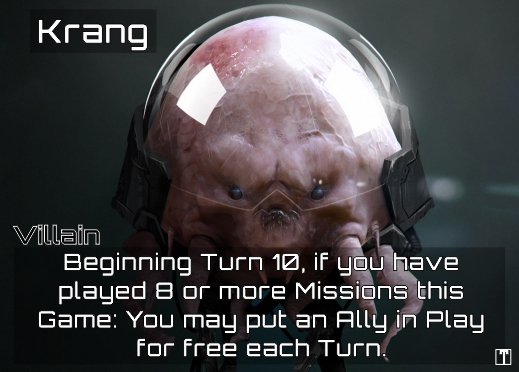 Krang
Villain
Beginning Turn 10, if you have
played 8 or more Missions this
Game: You may put an Ally in Play
for free each Turn.
T